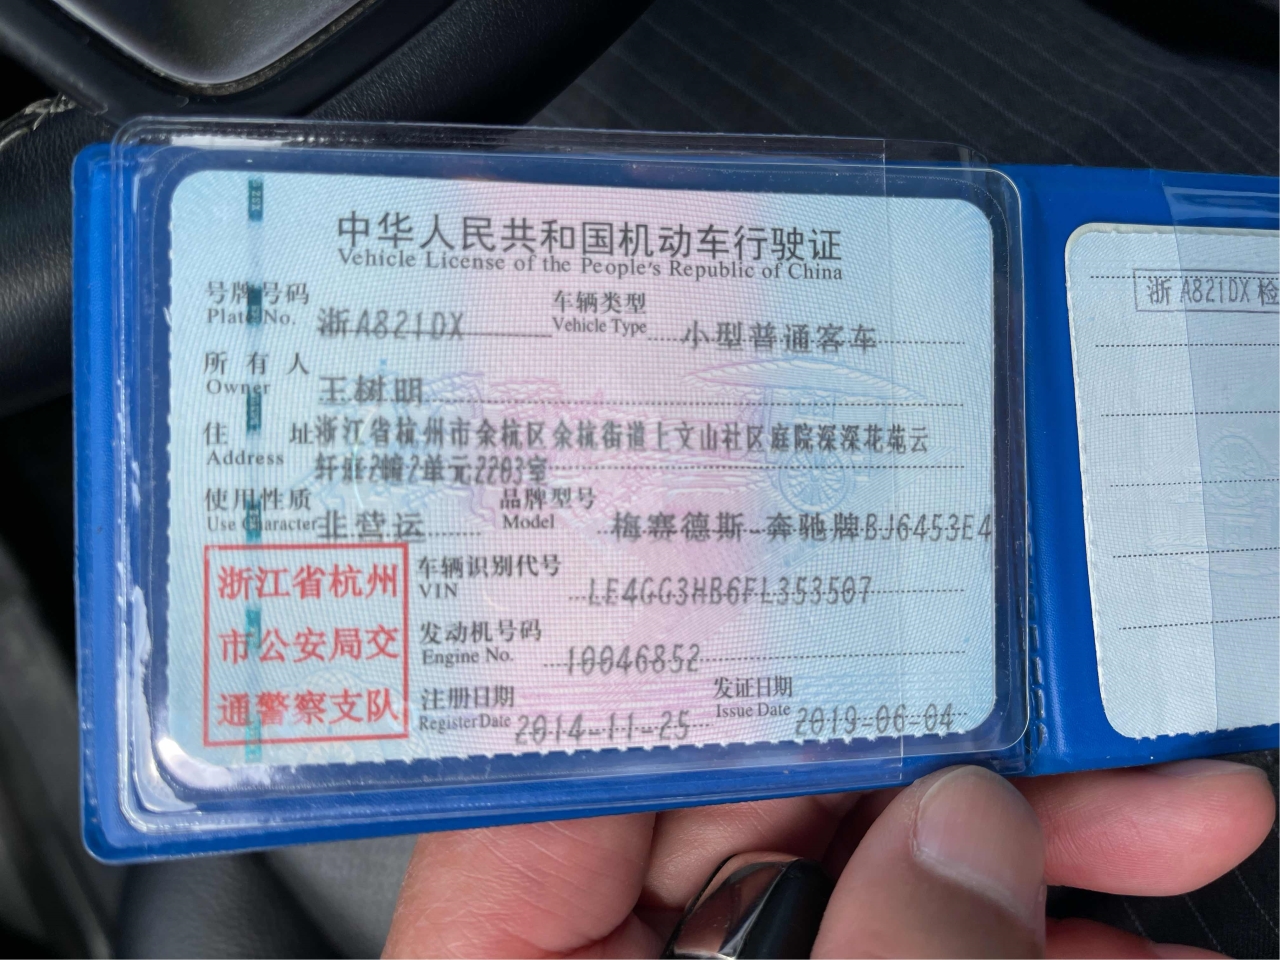 中华人民共和国机动车行驶证
Vehicle License of the People's Republic of China
号牌号码 浙A821DX 车辆类型 小型普通客车
Plate No. Vehicle Type
所有人 王树明
Owner
住址 浙江省杭州市余杭区余杭街道上文山社区庭院深深花苑云
Address 轩庭2幢2单元2203室
使用性质 非营运 品牌型号 梅赛德斯-奔驰牌BJ6453E4
Use Character Model
浙江省杭州
市公安局交
通警察支队
车辆识别代号 LE4GG3HB6FL353507
VIN
发动机号码 10046852
Engine No.
注册日期 2014-11-25 发证日期 2019-06-04
Register Date Issue Date
浙A821DX 检